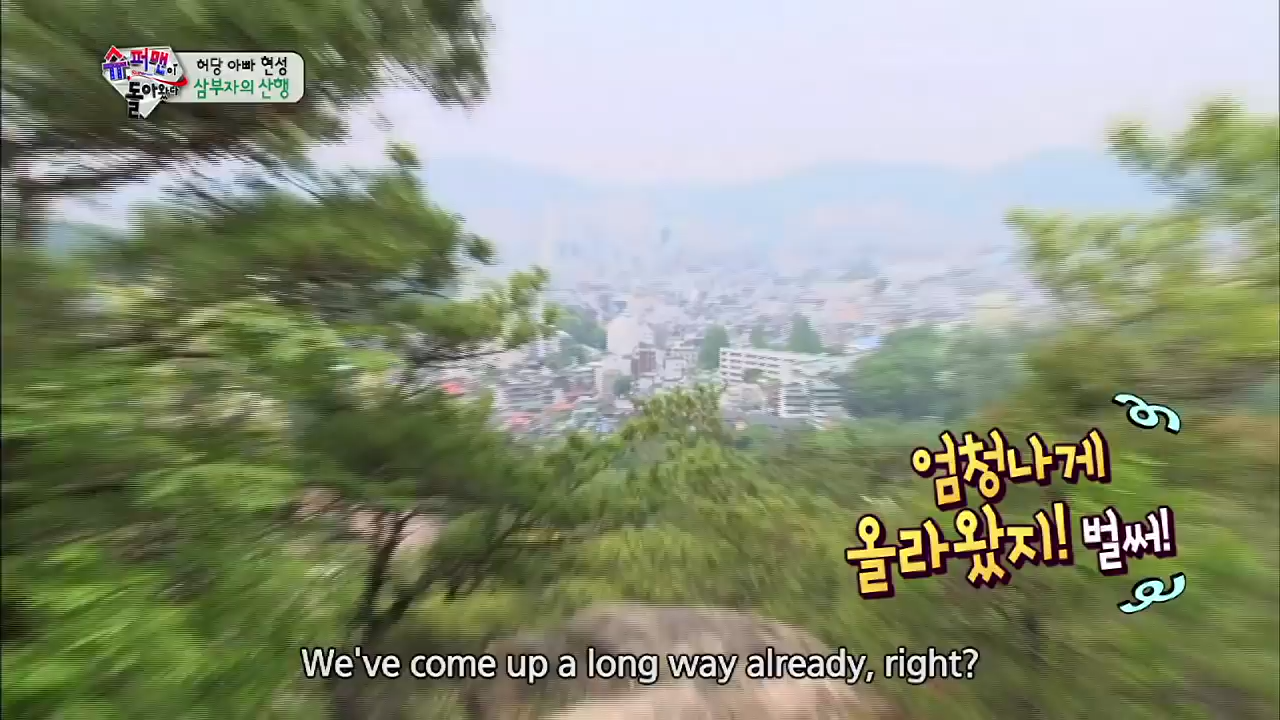 슈퍼맨이
돌아왔다
허당 아빠 현성
삼부자의 산행
엄청나게
올라왔지! 벌써!
We've come up a long way already, right?